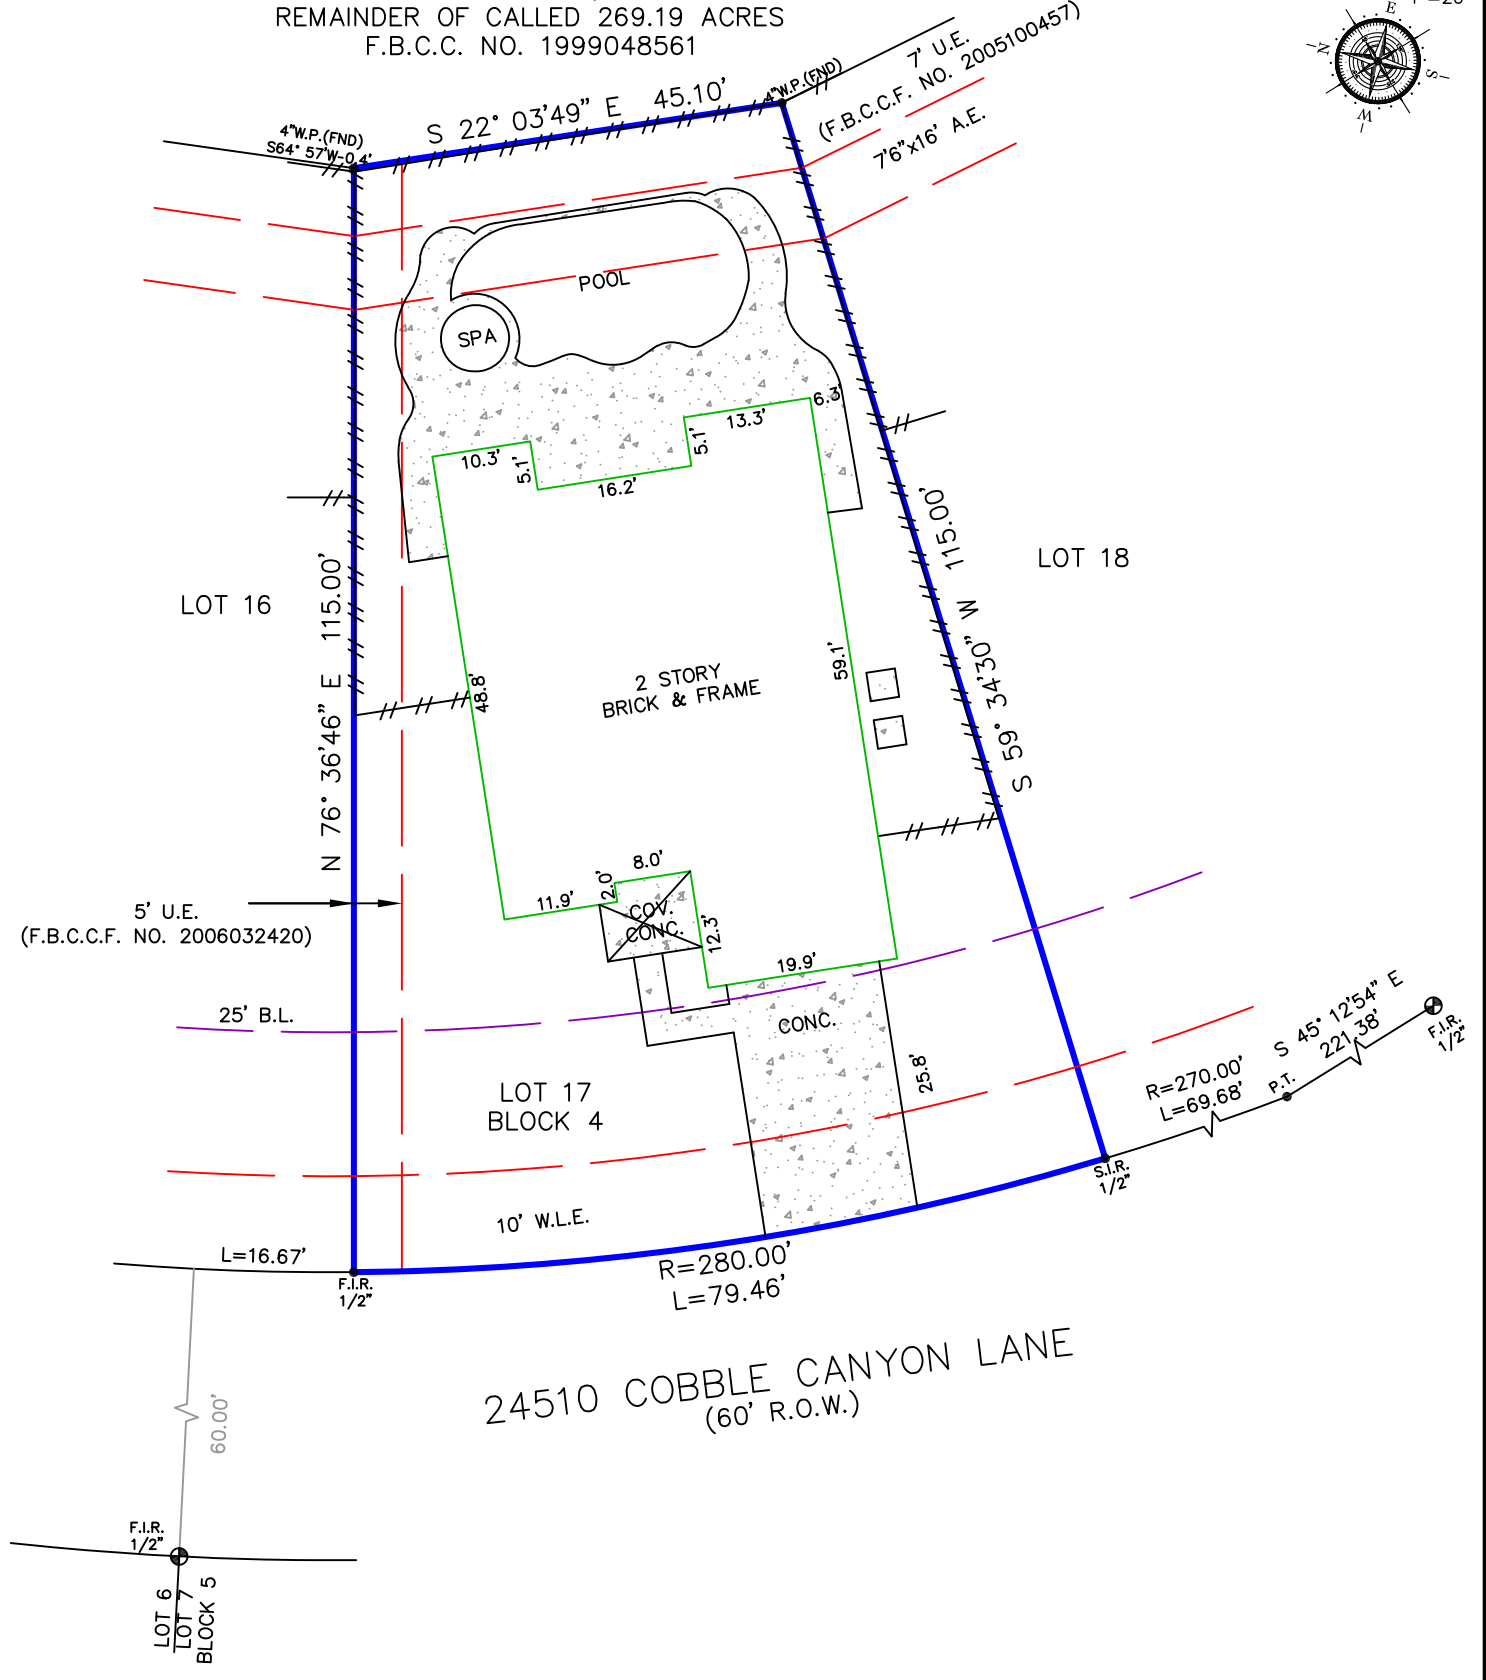 REMAINDER OF CALLED 269.19 ACRES
F.B.C.C. NO. 1999048561
E
N
S
W
4"W.P.(FND)
S64° 57'W-0.4'
S 22° 03'49" E 45.10'
4"W.P.(FND)
7' U.E.
(F.B.C.C.F. NO. 2005100457)
7'6"x16' A.E.
POOL
SPA
10.3'
5.1'
16.2'
5.1'
13.3'
6.3'
LOT 16
N 76° 36'46" E 115.00'
S 59° 34'30" W 115.00'
LOT 18
2 STORY
BRICK & FRAME
48.8'
59.1'
8.0'
2.0'
11.9'
COV.
CONC.
12.3'
19.9'
5' U.E.
(F.B.C.C.F. NO. 2006032420)
25' B.L.
CONC.
25.8'
LOT 17
BLOCK 4
10' W.L.E.
S 45° 12'54" E
221.38'
F.I.R.
1/2"
R=270.00'
L=69.68'
P.T.
S.I.R.
1/2"
L=16.67'
F.I.R.
1/2"
R=280.00'
L=79.46'
24510 COBBLE CANYON LANE
(60' R.O.W.)
60.00'
F.I.R.
1/2"
LOT 6
LOT 7
BLOCK 5